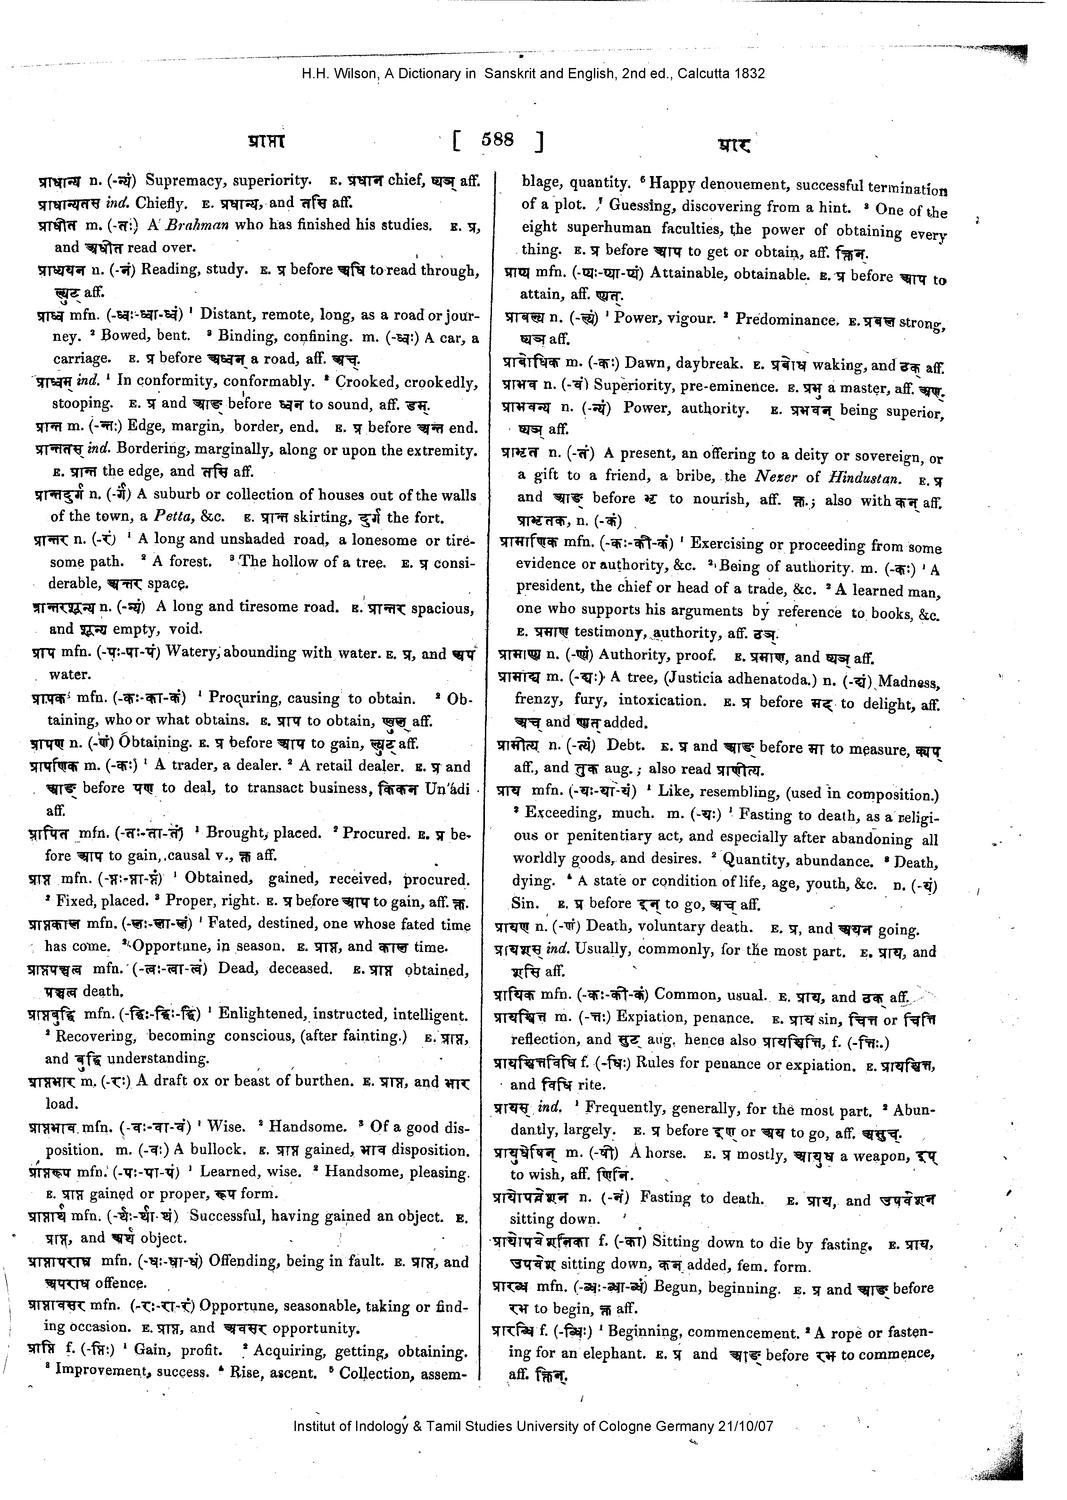 H.H. Wilson, A Dictionary in Sanskrit and English, 2nd ed., Calcutta 1832
प्राप्ता [ 588 ] प्रार
प्राधान्य n. (-न्यं) Supremacy, superiority. E. प्रधान chief, ष्यञ् aff.
प्राधान्यतस् ind. Chiefly. E. प्रधान्य, and तसि aff.
प्राधीत m. (-तः) A Brahman who has finished his studies. E. प्र,
and अधीत read over.
प्राध्ययन n. (-नं) Reading, study. E. प्र before अधि to read through,
ल्युट् aff.
प्राध्व mfn. (-ध्वः-ध्वा-ध्वं) ¹ Distant, remote, long, as a road or jour-
ney. ² Bowed, bent. ³ Binding, confining. m. (-ध्वः) A car, a
carriage. E. प्र before अध्वन् a road, aff. अच्.
प्राध्वम् ind. ¹ In conformity, conformably. ² Crooked, crookedly,
stooping. E. प्र and आङ् before ध्वन to sound, aff. डम्.
प्रान्त m. (-न्तः) Edge, margin, border, end. E. प्र before अन्त end.
प्रान्ततस् ind. Bordering, marginally, along or upon the extremity.
E. प्रान्त the edge, and तसि aff.
प्रान्तदुर्ग n. (-र्गं) A suburb or collection of houses out of the walls
of the town, a Petta, &c. E. प्रान्त skirting, दुर्ग the fort.
प्रान्तर n. (-रं) ¹ A long and unshaded road, a lonesome or tire-
some path. ² A forest. ³ The hollow of a tree. E. प्र consi-
derable, अन्तर space.
प्रान्तरशून्य n. (-न्यं) A long and tiresome road. E. प्रान्तर spacious,
and शून्य empty, void.
प्राप mfn. (-पः-पा-पं) Watery, abounding with water. E. प्र, and अप
water.
प्रापक mfn. (-कः-का-कं) ¹ Procuring, causing to obtain. ² Ob-
taining, who or what obtains. E. प्राप to obtain, ण्वुल् aff.
प्रापण n. (-णं) Obtaining. E. प्र before आप to gain, ल्युट् aff.
प्रापणिक m. (-कः) ¹ A trader, a dealer. ² A retail dealer. E. प्र and
आङ् before पण to deal, to transact business, किकन Un'ádi
aff.
प्रापित mfn. (-तः-ता-तं) ¹ Brought, placed. ² Procured. E. प्र be-
fore आप to gain, causal v., क्त aff.
प्राप्त mfn. (-प्तः-प्ता-प्तं) ¹ Obtained, gained, received, procured.
² Fixed, placed. ³ Proper, right. E. प्र before आप to gain, aff. क्त.
प्राप्तकाल mfn. (-लः-ला-लं) ¹ Fated, destined, one whose fated time
has come. ² Opportune, in season. E. प्राप्त, and काल time.
प्राप्तपञ्चत्व mfn. (-त्वः-त्वा-त्वं) Dead, deceased. E. प्राप्त obtained,
पञ्चत्व death.
प्राप्तबुद्धि mfn. (-द्धिः-द्धिः-द्धि) ¹ Enlightened, instructed, intelligent.
² Recovering, becoming conscious, (after fainting.) E. प्राप्त,
and बुद्धि understanding.
प्राप्तभार m. (-रः) A draft ox or beast of burthen. E. प्राप्त, and भार
load.
प्राप्तभाव mfn. (-वः-वा-वं) ¹ Wise. ² Handsome. ³ Of a good dis-
position. m. (-वः) A bullock. E. प्राप्त gained, भाव disposition.
प्राप्तरूप mfn. (-पः-पा-पं) ¹ Learned, wise. ² Handsome, pleasing.
E. प्राप्त gained or proper, रूप form.
प्राप्तार्थ mfn. (-र्थः-र्था-र्थं) Successful, having gained an object. E.
प्राप्त, and अर्थ object.
प्राप्तापराध mfn. (-धः-धा-धं) Offending, being in fault. E. प्राप्त, and
अपराध offence.
प्राप्तावसर mfn. (-रः-रा-रं) Opportune, seasonable, taking or find-
ing occasion. E. प्राप्त, and अवसर opportunity.
प्राप्ति f. (-प्तिः) ¹ Gain, profit. ² Acquiring, getting, obtaining.
³ Improvement, success. ⁴ Rise, ascent. ⁵ Collection, assem-
blage, quantity. ⁶ Happy denouement, successful termination
of a plot. ⁷ Guessing, discovering from a hint. ⁸ One of the
eight superhuman faculties, the power of obtaining every
thing. E. प्र before आप to get or obtain, aff. क्तिन्.
प्राप्य mfn. (-प्यः-प्या-प्यं) Attainable, obtainable. E. प्र before आप to
attain, aff. ण्यत्.
प्राबल्य n. (-ल्यं) ¹ Power, vigour. ² Predominance. E. प्रबल strong,
ष्यञ् aff.
प्राबोधिक m. (-कः) Dawn, daybreak. E. प्रबोध waking, and ठक् aff.
प्राभव n. (-वं) Superiority, pre-eminence. E. प्रभु a master, aff. अण्.
प्राभवन्य n. (-न्यं) Power, authority. E. प्रभवन् being superior,
ष्यञ् aff.
प्राभृत n. (-तं) A present, an offering to a deity or sovereign, or
a gift to a friend, a bribe, the Nezer of Hindustan. E. प्र
and आङ् before भृ to nourish, aff. क्त.; also with कन् aff.
प्राभृतक, n. (-कं)
प्रामाणिक mfn. (-कः-की-कं) ¹ Exercising or proceeding from some
evidence or authority, &c. ² Being of authority. m. (-कः) ¹ A
president, the chief or head of a trade, &c. ² A learned man,
one who supports his arguments by reference to books, &c.
E. प्रमाण testimony, authority, aff. ठञ्.
प्रामाण्य n. (-ण्यं) Authority, proof. E. प्रमाण, and ष्यञ् aff.
प्रामाद्य m. (-द्यः) A tree, (Justicia adhenatoda.) n. (-द्यं) Madness,
frenzy, fury, intoxication. E. प्र before मद् to delight, aff.
अच् and ण्यत् added.
प्रामीत्य n. (-त्यं) Debt. E. प्र and आङ् before मा to measure, क्यप्
aff., and तुक aug.; also read प्राणीत्य.
प्राय mfn. (-यः-या-यं) ¹ Like, resembling, (used in composition.)
² Exceeding, much. m. (-यः) ¹ Fasting to death, as a religi-
ous or penitentiary act, and especially after abandoning all
worldly goods, and desires. ² Quantity, abundance. ³ Death,
dying. ⁴ A state or condition of life, age, youth, &c. n. (-यं)
Sin. E. प्र before इन् to go, अच् aff.
प्रायण n. (-णं) Death, voluntary death. E. प्र, and अयन going.
प्रायशस् ind. Usually, commonly, for the most part. E. प्राय, and
शसि aff.
प्रायिक mfn. (-कः-की-कं) Common, usual. E. प्राय, and ठक् aff.
प्रायश्चित्त m. (-त्तः) Expiation, penance. E. प्राय sin, चित्त or चित्ति
reflection, and सुट् aug. hence also प्रायश्चित्ति, f. (-त्तिः.)
प्रायश्चित्तविधि f. (-धिः) Rules for penance or expiation. E. प्रायश्चित्त,
and विधि rite.
प्रायस् ind. ¹ Frequently, generally, for the most part. ² Abun-
dantly, largely. E. प्र before इण् or अय to go, aff. असुच्.
प्रायुधेषिन् m. (-षी) A horse. E. प्र mostly, आयुध a weapon, इष्
to wish, aff. णिनि.
प्रायोपवेशन n. (-नं) Fasting to death. E. प्राय, and उपवेशन
sitting down.
प्रायोपवेशनिका f. (-का) Sitting down to die by fasting. E. प्राय,
उपवेश sitting down, कन् added, fem. form.
प्रारब्ध mfn. (-ब्धः-ब्धा-ब्धं) Begun, beginning. E. प्र and आङ् before
रभ to begin, क्त aff.
प्रारब्धि f. (-ब्धिः) ¹ Beginning, commencement. ² A rope or fasten-
ing for an elephant. E. प्र and आङ् before रभ to commence,
aff. क्तिन्.
Institut of Indology & Tamil Studies University of Cologne Germany 21/10/07